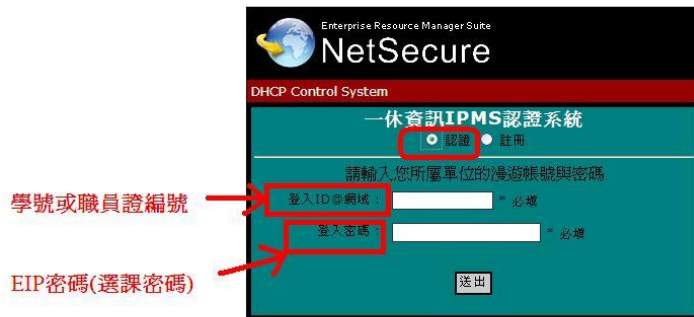 Enterprise Resource Manager Suite
NetSecure
DHCP Control System
一休資訊IPMS認證系統
認證 註冊
請輸入您所屬單位的漫遊帳號與密碼
學號或職員證編號
登入ID@網域： * 必填
登入密碼： * 必填
EIP密碼(選課密碼)
送出